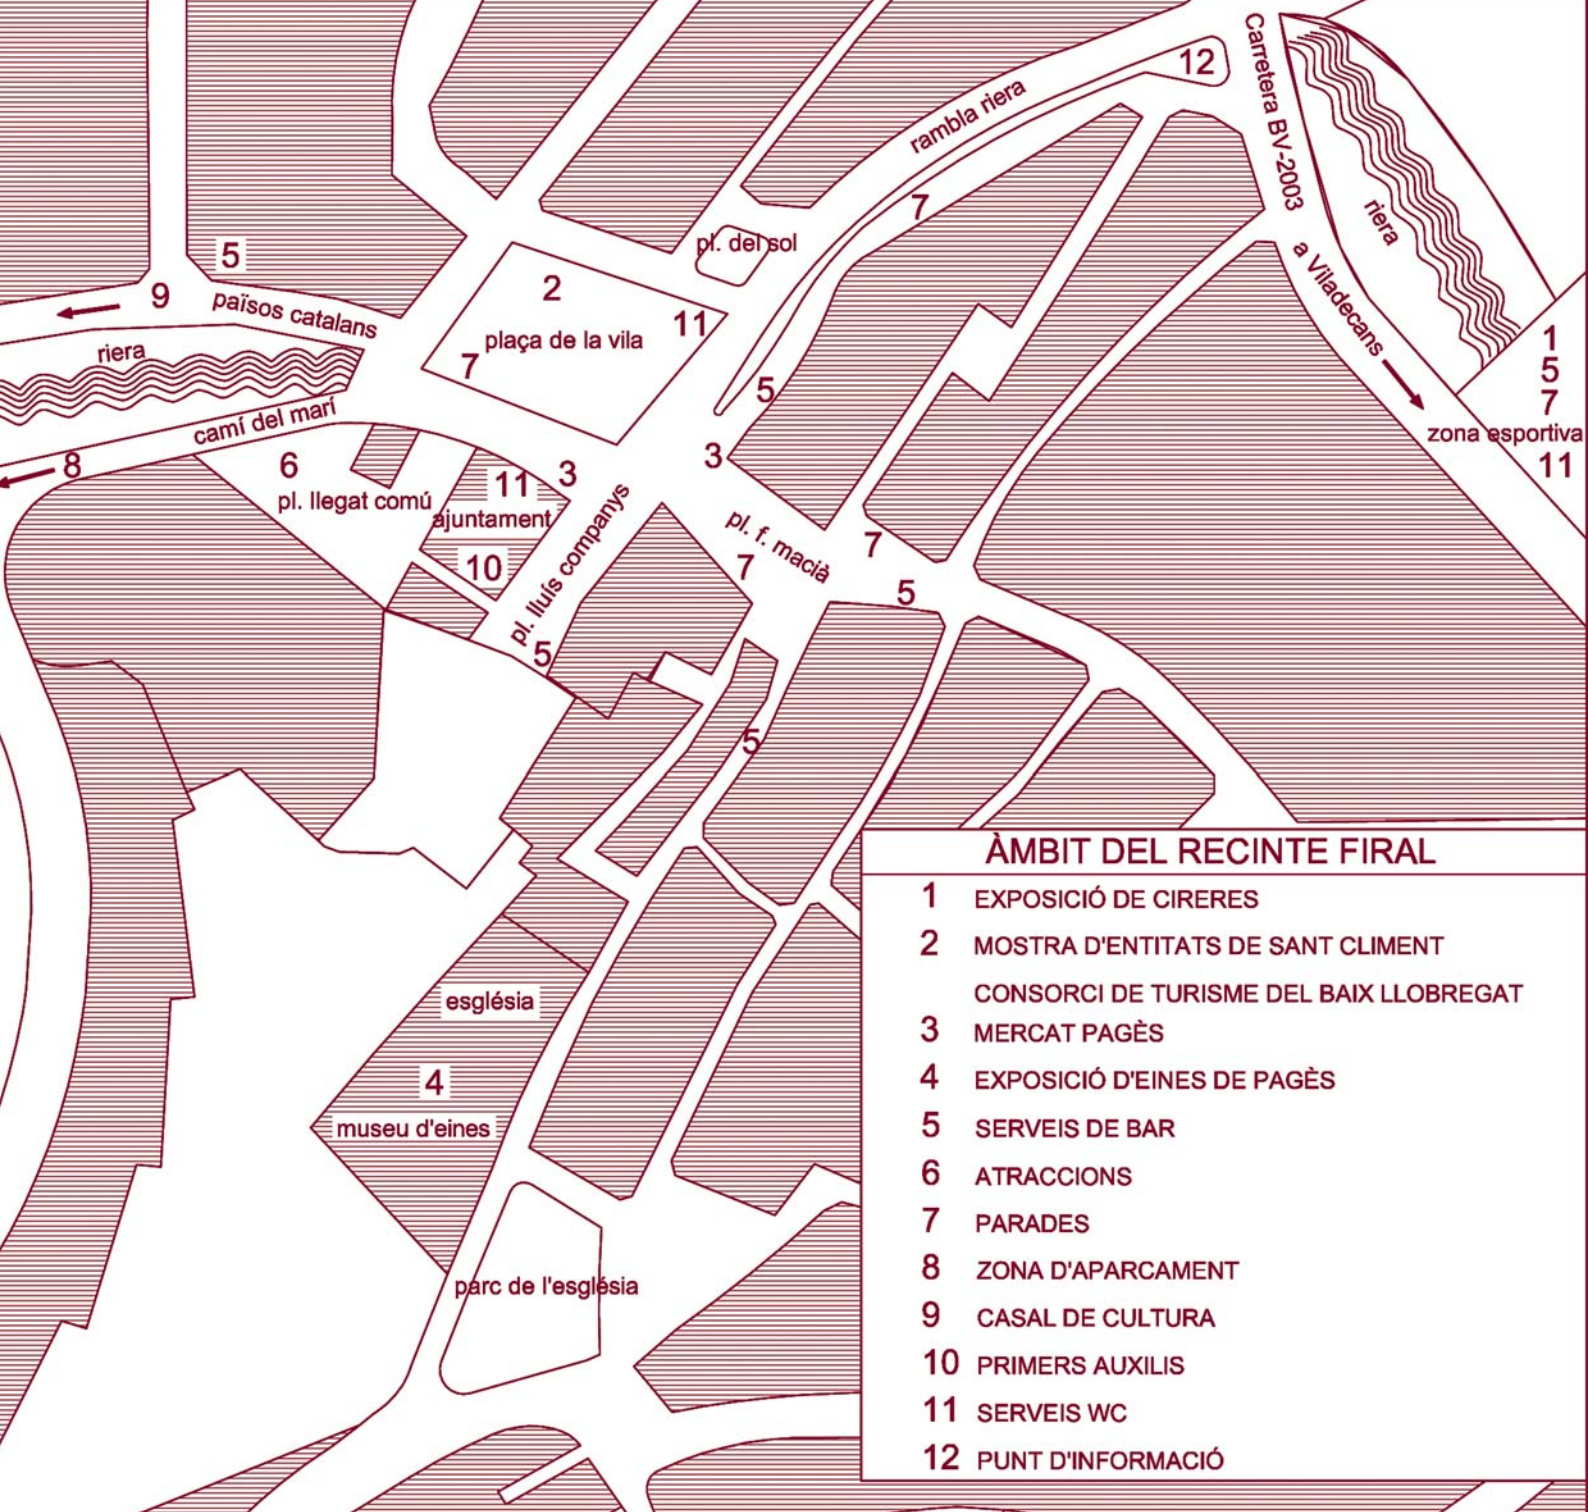 12
Carretera BV-2003
rambla riera
7
riera
pl. del sol
5
a Viladecans
9
països catalans
2
11
plaça de la vila
7
riera
1
5
7
zona esportiva
11
5
camí del marí
8
6
3
3
11
pl. llegat comú
ajuntament
10
pl. lluís companys
pl. f. macià
7
7
5
5
5
església
4
museu d'eines
parc de l'església
ÀMBIT DEL RECINTE FIRAL
1 EXPOSICIÓ DE CIRERES
2 MOSTRA D'ENTITATS DE SANT CLIMENT
CONSORCI DE TURISME DEL BAIX LLOBREGAT
3 MERCAT PAGÈS
4 EXPOSICIÓ D'EINES DE PAGÈS
5 SERVEIS DE BAR
6 ATRACCIONS
7 PARADES
8 ZONA D'APARCAMENT
9 CASAL DE CULTURA
10 PRIMERS AUXILIS
11 SERVEIS WC
12 PUNT D'INFORMACIÓ